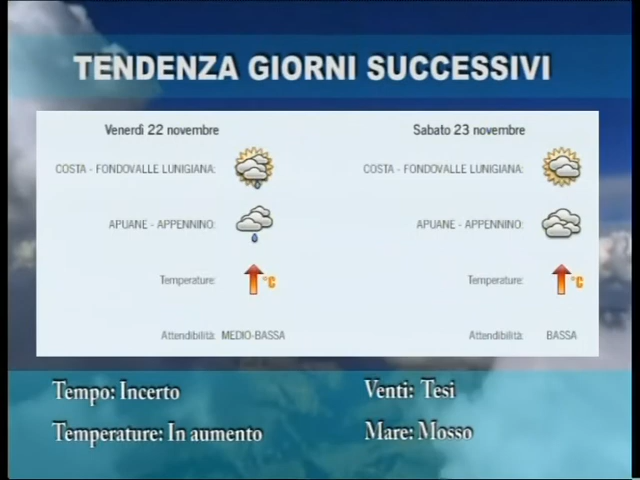 TENDENZA GIORNI SUCCESSIVI
Venerdì 22 novembre
COSTA - FONDOVALLE LUNIGIANA:
APUANE - APPENNINO:
Temperature: °C
Attendibilità: MEDIO-BASSA
Sabato 23 novembre
COSTA - FONDOVALLE LUNIGIANA:
APUANE - APPENNINO:
Temperature: °C
Attendibilità: BASSA
Tempo: Incerto
Temperature: In aumento
Venti: Tesi
Mare: Mosso